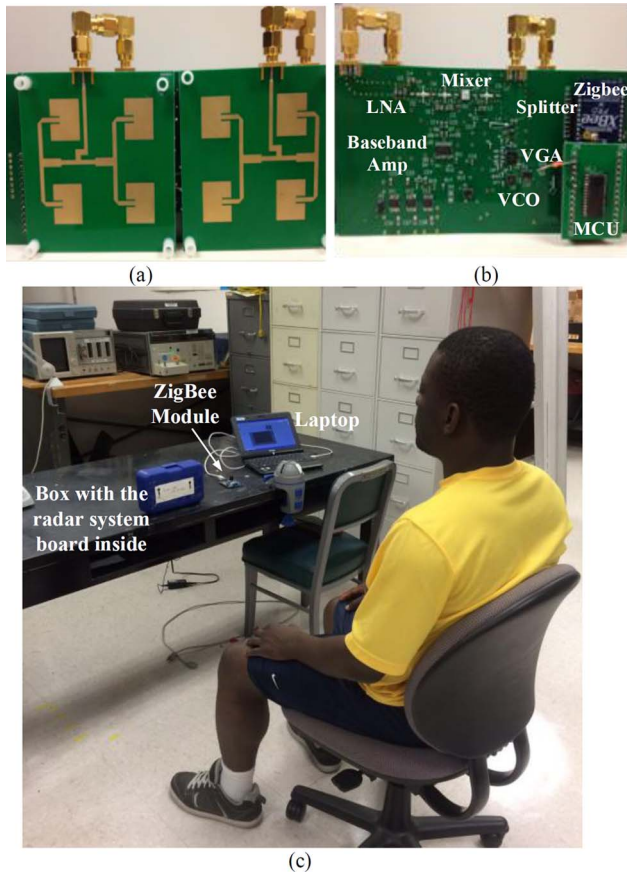 (a)
LNA
Mixer
Splitter
Zigbee
XBee
Baseband
Amp
VGA
VCO
MCU
(b)
ZigBee
Module
Laptop
Box with the
radar system
board inside
(c)